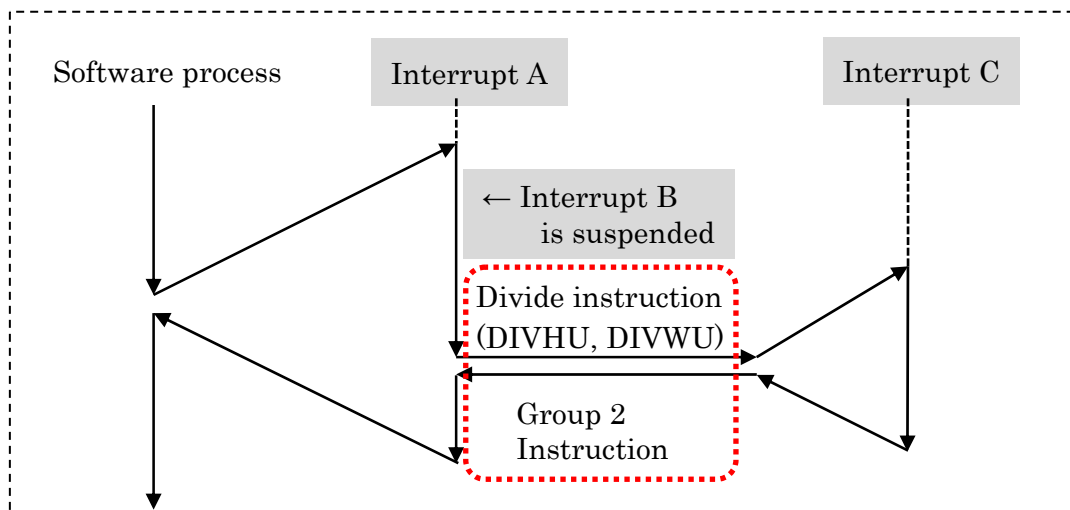 Software process
Interrupt A
Interrupt C
← Interrupt B
is suspended
Divide instruction
(DIVHU, DIVWU)
Group 2
Instruction